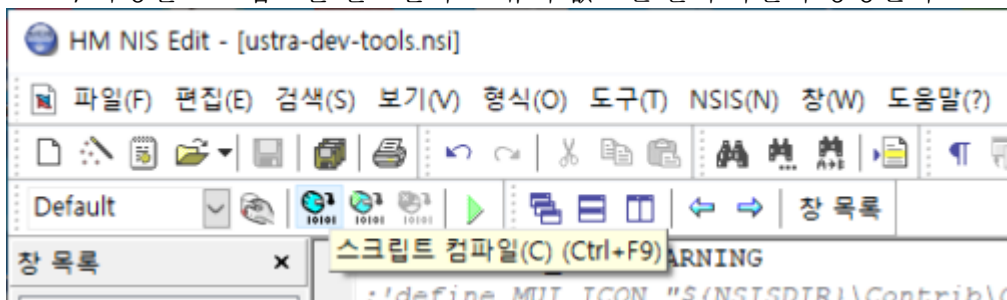 HM NIS Edit - [ustra-dev-tools.nsi]
파일(F) 편집(E) 검색(S) 보기(V) 형식(O) 도구(T) NSIS(N) 창(W) 도움말(?)
Default 창 목록
스크립트 컴파일(C) (Ctrl+F9) ARNING
창 목록
;!define MUI_ICON "${NSISDIR}\Contrib\